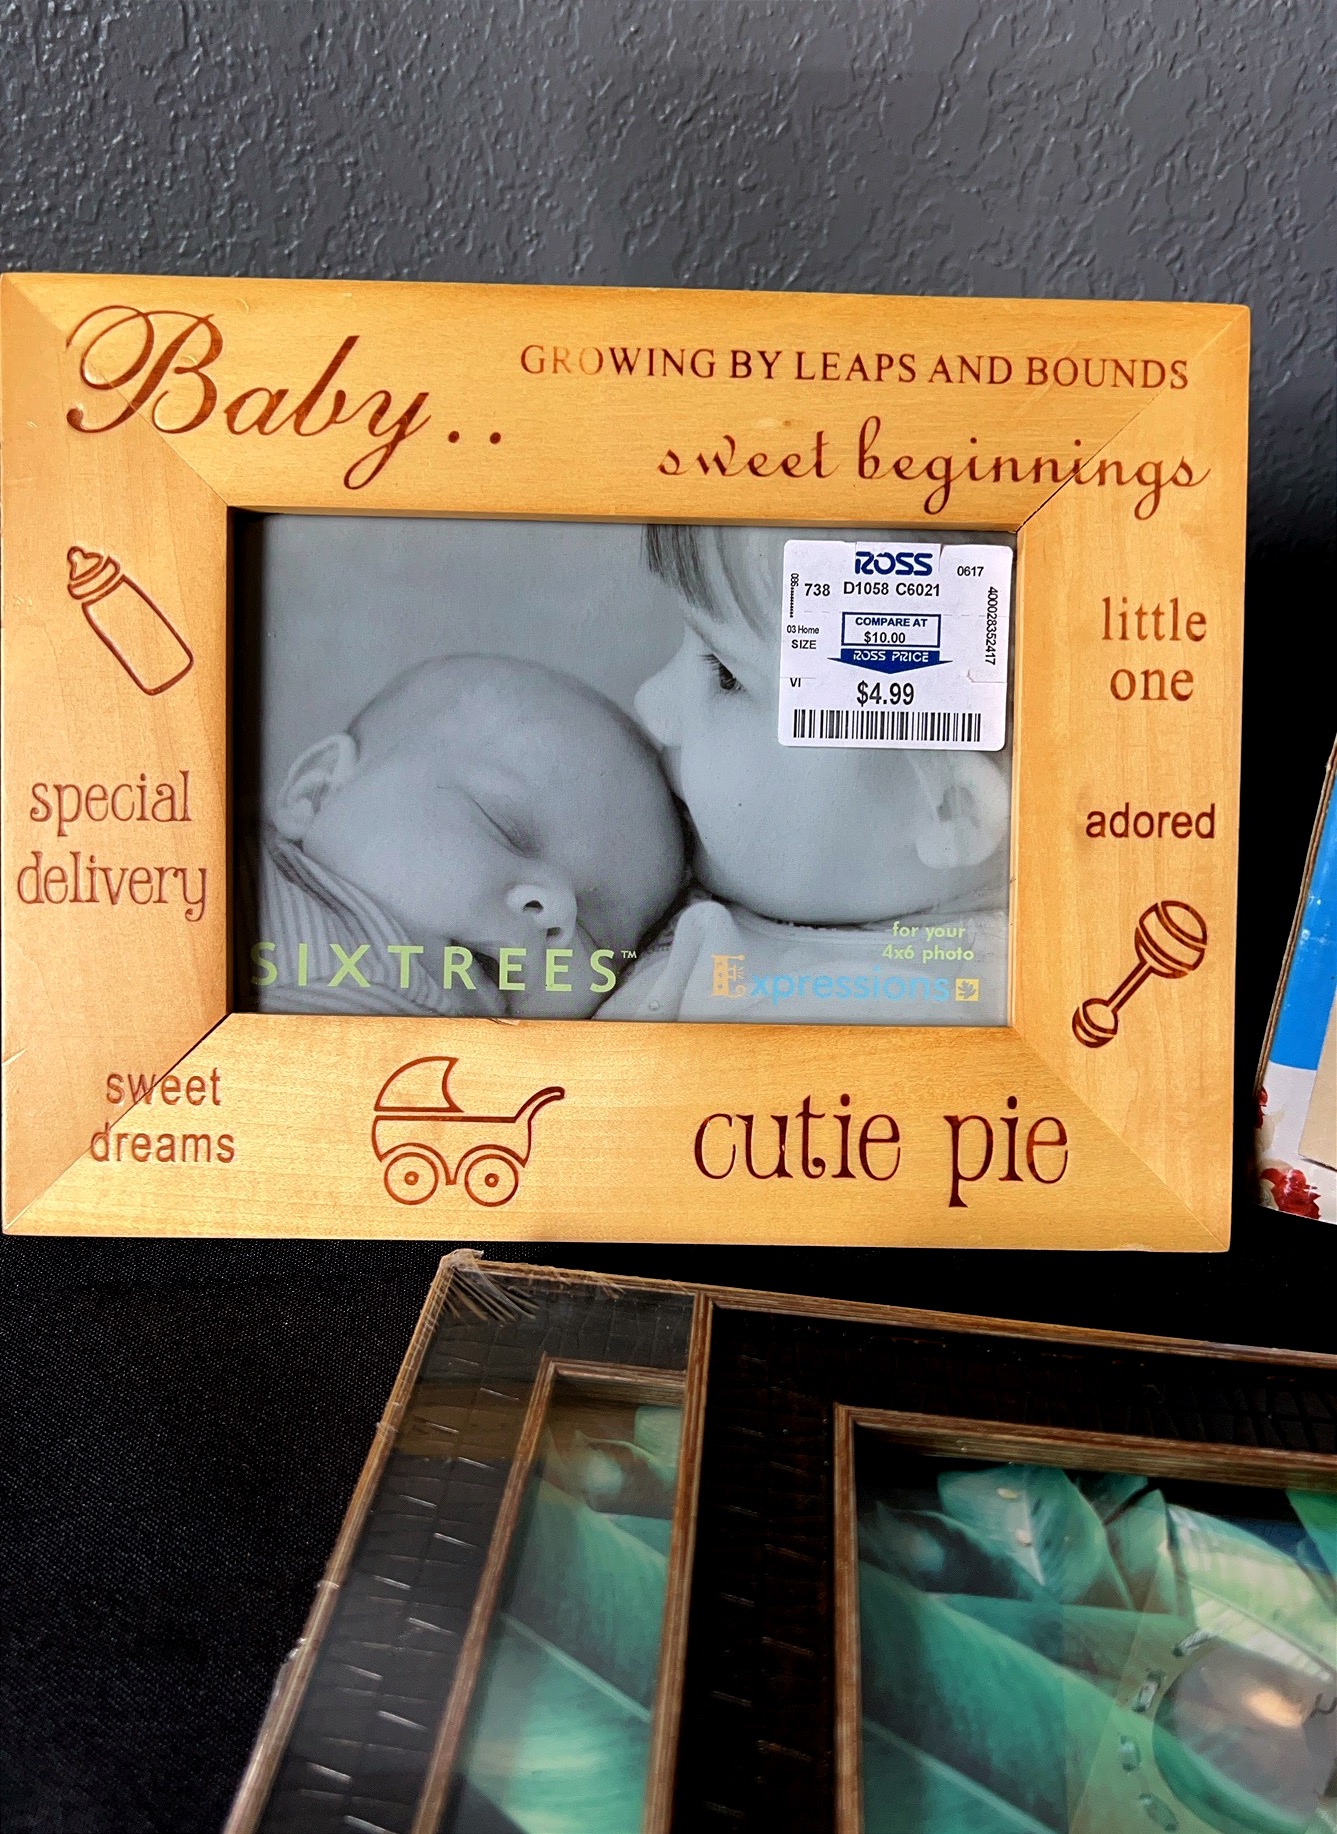 Baby..
GROWING BY LEAPS AND BOUNDS
sweet beginnings
ROSS
0617
738 D1058 C6021
400028352417
COMPARE AT
$10.00
03 Home
SIZE
ROSS PRICE
VI
$4.99
little
one
special
delivery
adored
for your
4x6 photo
SIXTREES™
Expressions
sweet
dreams
cutie pie